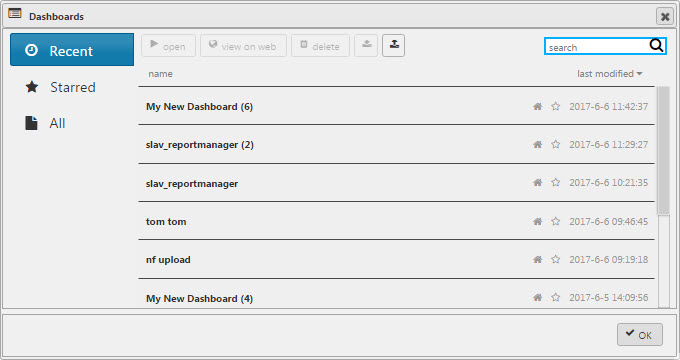 Dashboards
Recent
Starred
All
open view on web delete
search
name last modified
My New Dashboard (6) 2017-6-6 11:42:37
slav_reportmanager (2) 2017-6-6 11:29:27
slav_reportmanager 2017-6-6 10:21:35
tom tom 2017-6-6 09:46:45
nf upload 2017-6-6 09:19:18
My New Dashboard (4) 2017-6-5 14:09:56
OK